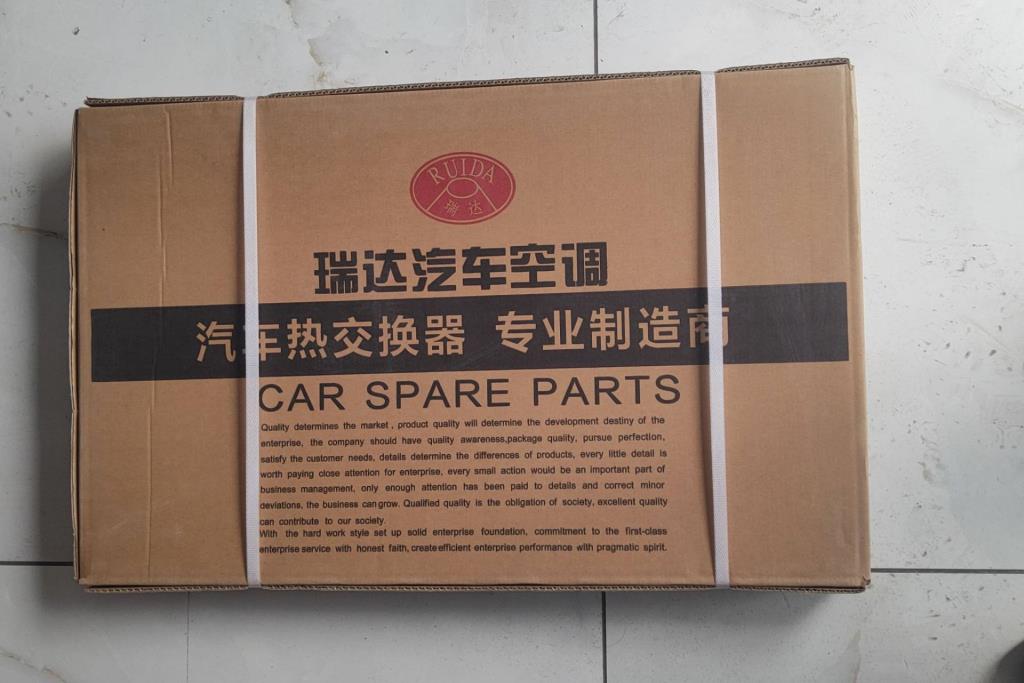 RUIDA
瑞达
瑞达汽车空调
汽车热交换器 专业制造商
CAR SPARE PARTS
Quality determines the market , product quality will determine the development destiny of the
enterprise, the company should have quality awareness,package quality, pursue perfection,
satisfy the customer needs, details determine the differences of products, every little detail is
worth paying close attention for enterprise, every small action would be an important part of
business management, only enough attention has been paid to details and correct minor
deviations, the business can grow. Qualified quality is the obligation of society, excellent quality
can contribute to our society.
With the hard work style set up solid enterprise foundation, commitment to the first-class
enterprise service with honest faith, create efficient enterprise performance with pragmatic spirit.